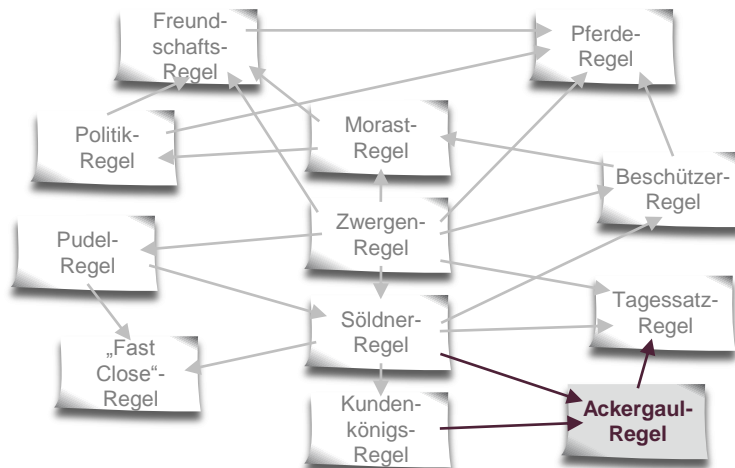 Freund-
schafts-
Regel
Pferde-
Regel
Politik-
Regel
Morast-
Regel
Beschützer-
Regel
Zwergen-
Regel
Pudel-
Regel
Tagessatz-
Regel
Söldner-
Regel
„Fast
Close“-
Regel
Kunden-
königs-
Regel
Ackergaul-
Regel